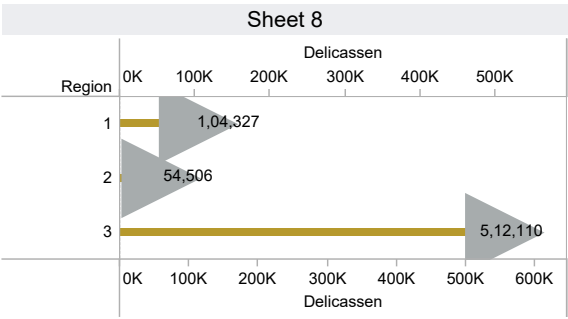 Sheet 8
Delicassen
Region 0K 100K 200K 300K 400K 500K
1 1,04,327
2 54,506
3 5,12,110
0K 100K 200K 300K 400K 500K 600K
Delicassen